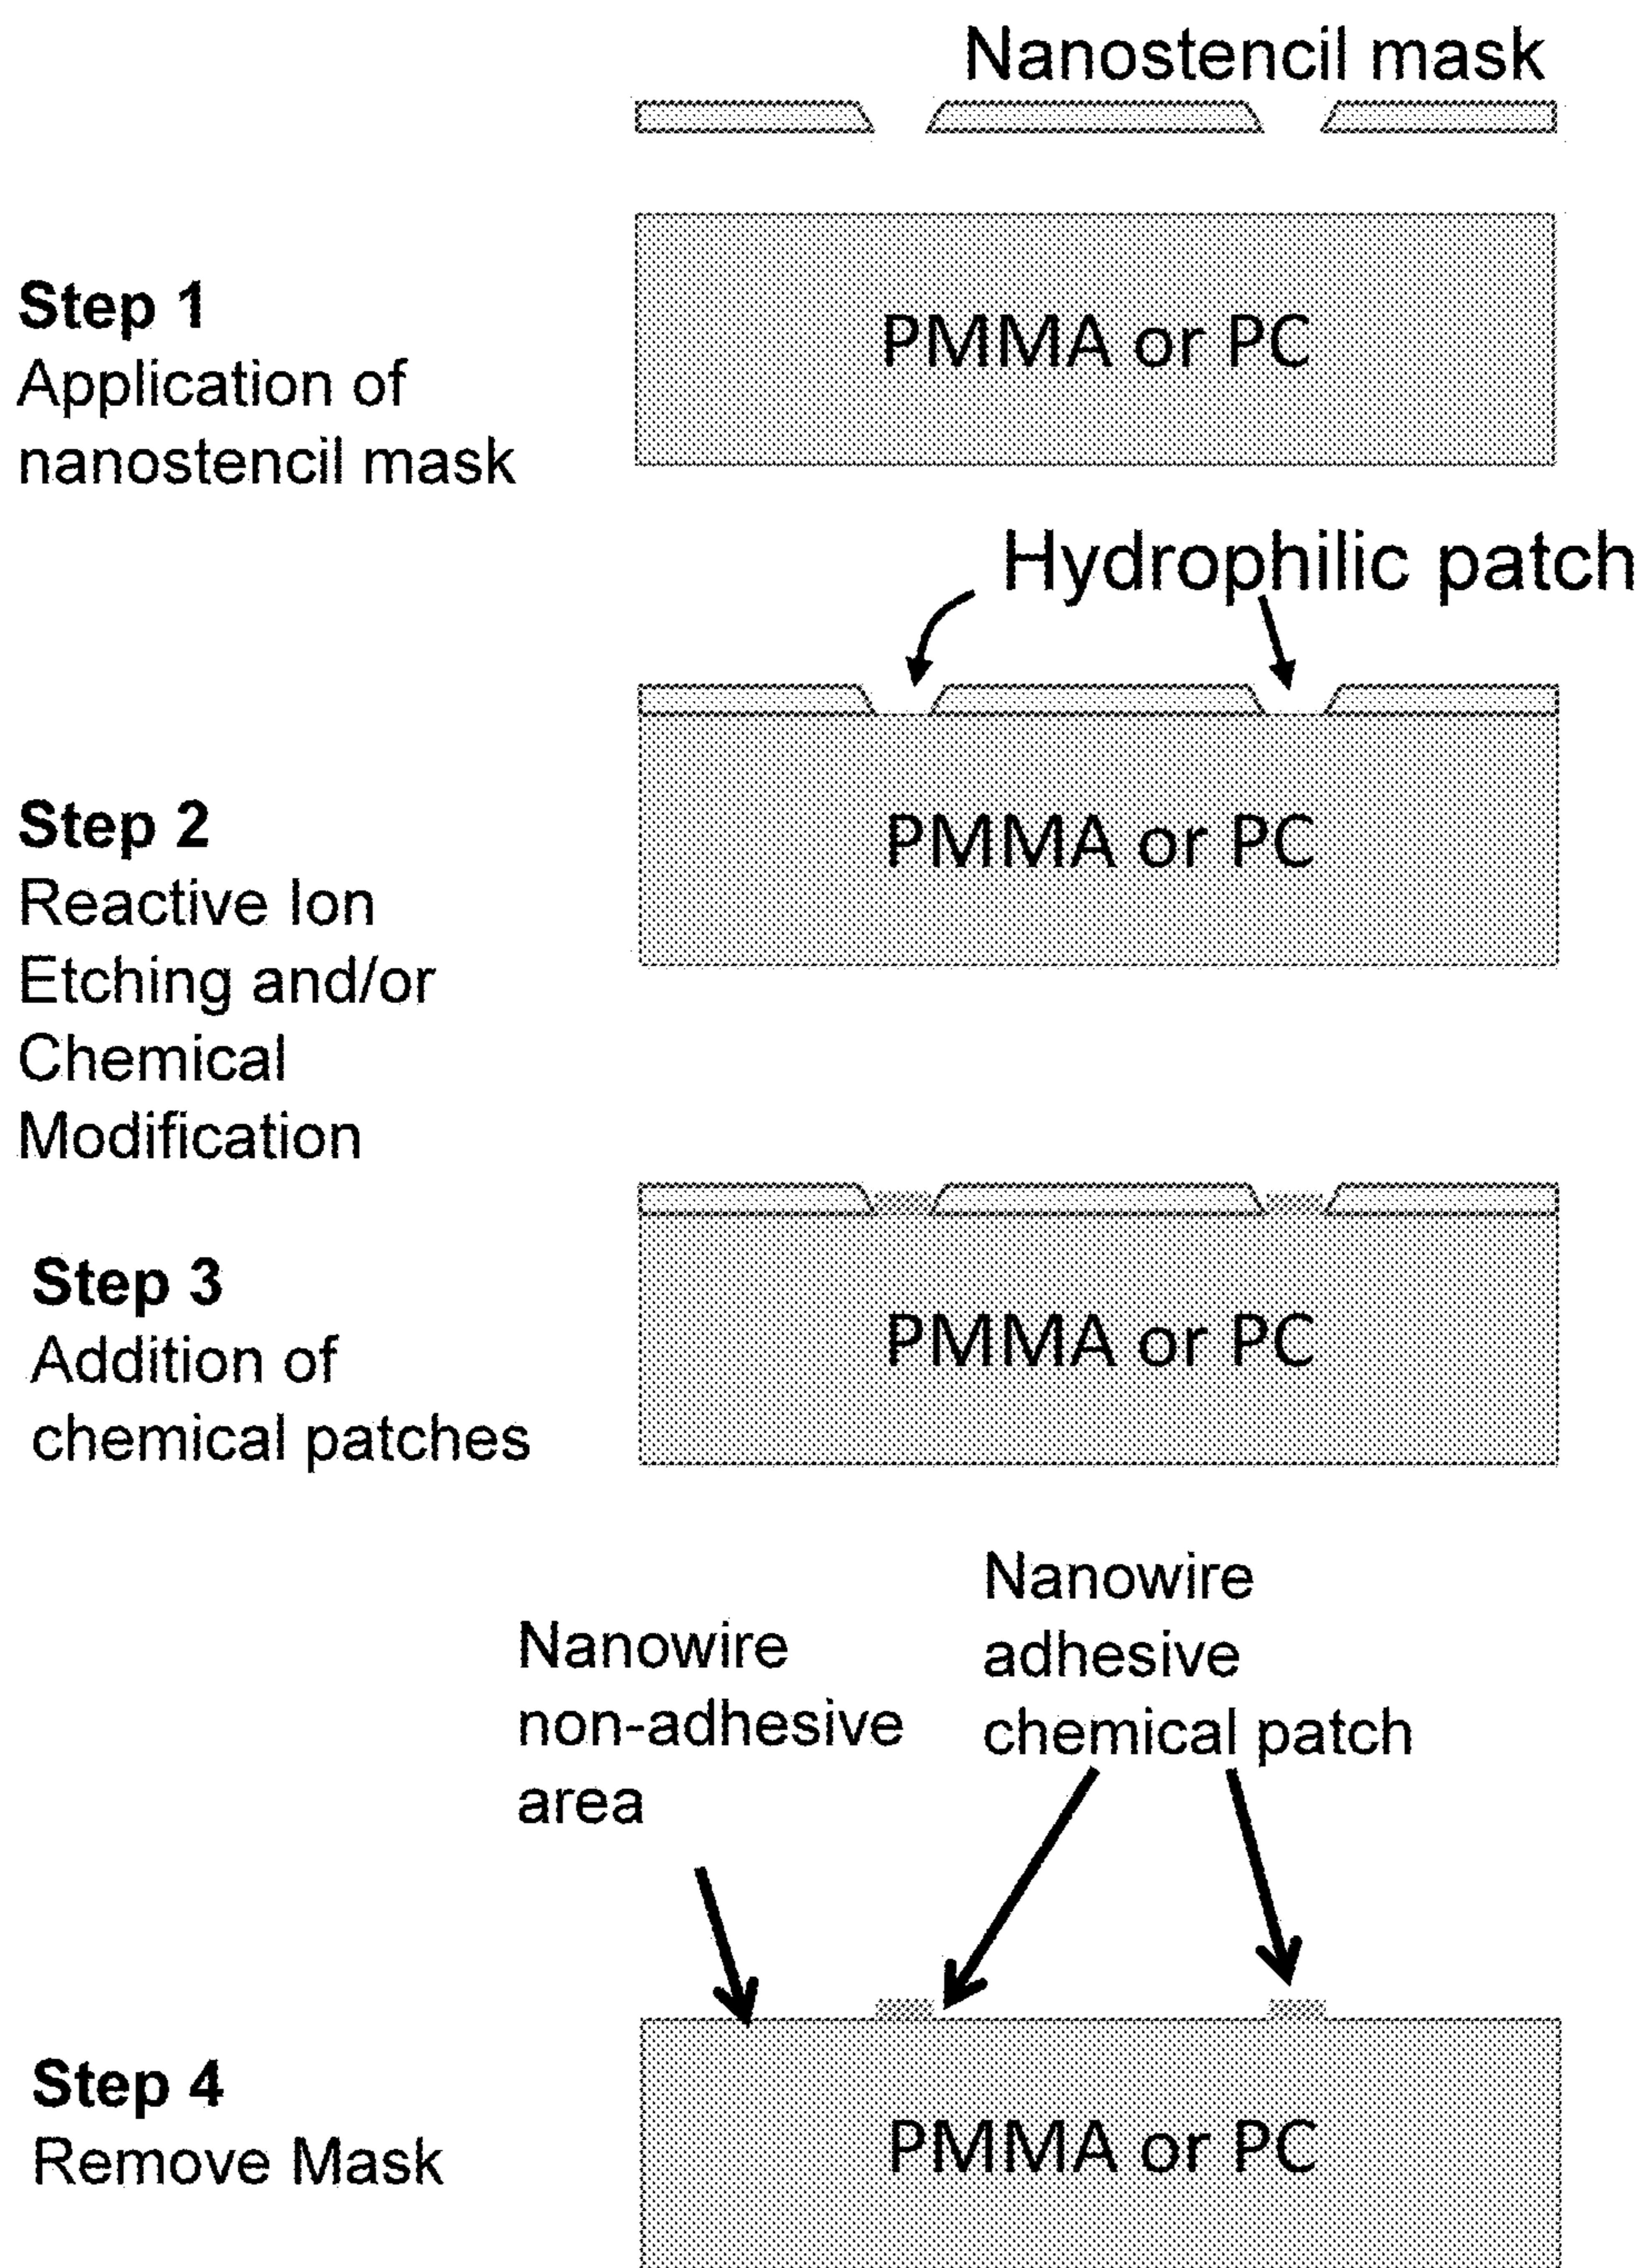 Nanostencil mask
PMMA or PC
Step 1
Application of
nanostencil mask
Hydrophilic patch
PMMA or PC
Step 2
Reactive Ion
Etching and/or
Chemical
Modification
PMMA or PC
Step 3
Addition of
chemical patches
Nanowire
non-adhesive
area
Nanowire
adhesive
chemical patch
PMMA or PC
Step 4
Remove Mask